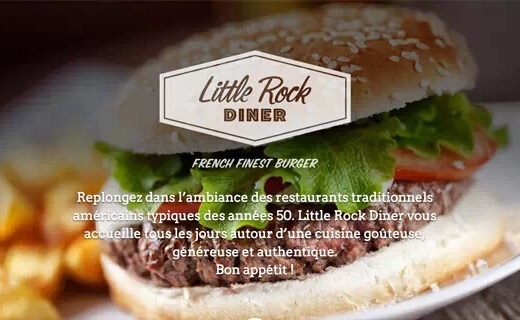 Little Rock
DINER
FRENCH FINEST BURGER
Replongez dans l'ambiance des restaurants traditionnels
américains typiques des années 50. Little Rock Diner vous
accueille tous les jours autour d'une cuisine goûteuse,
généreuse et authentique.
Bon appétit !